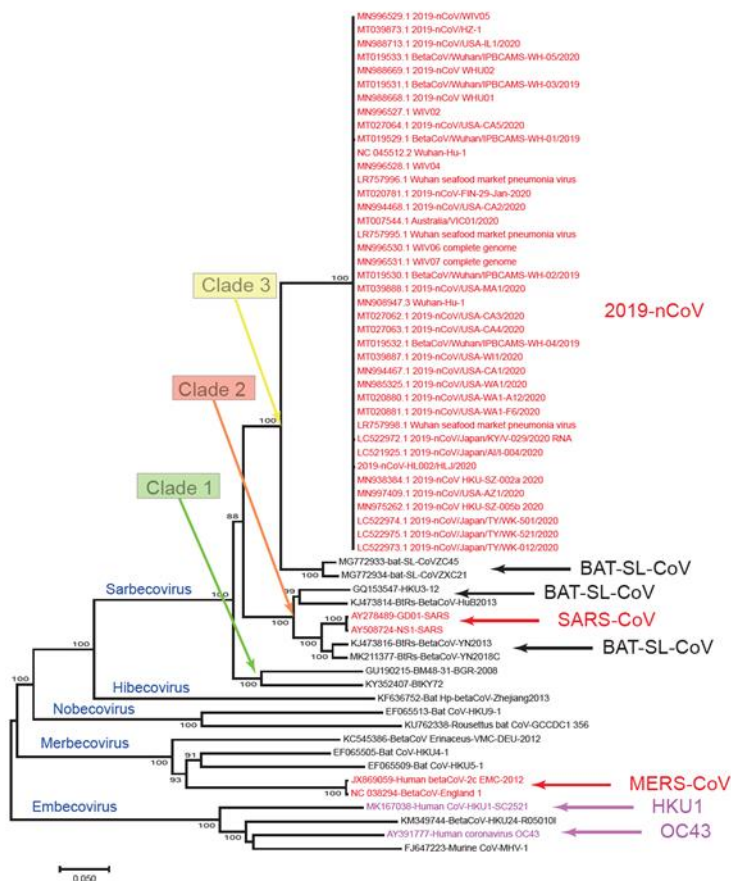 MN996529.1 2019-nCoV/WIV05
MT039873.1 2019-nCoV/HZ-1
MN988713.1 2019-nCoV/USA-IL1/2020
MT019533.1 BetaCoV/Wuhan/IPBCAMS-WH-05/2020
MN988669.1 2019-nCoV WHU02
MT019531.1 BetaCoV/Wuhan/IPBCAMS-WH-03/2019
MN988668.1 2019-nCoV WHU01
MN996527.1 WIV02
MT027064.1 2019-nCoV/USA-CA5/2020
MT019529.1 BetaCoV/Wuhan/IPBCAMS-WH-01/2019
NC 045512.2 Wuhan-Hu-1
MN996528.1 WIV04
LR757996.1 Wuhan seafood market pneumonia virus
MT020781.1 2019-nCoV-FIN-29-Jan-2020
MN994468.1 2019-nCoV/USA-CA2/2020
MT007544.1 Australia/VIC01/2020
LR757995.1 Wuhan seafood market pneumonia virus
MN996530.1 WIV06 complete genome
MN996531.1 WIV07 complete genome
MT019530.1 BetaCoV/Wuhan/IPBCAMS-WH-02/2019
100
Clade 3
MT039888.1 2019-nCoV/USA-MA1/2020
MN908947.3 Wuhan-Hu-1
2019-nCoV
MT027062.1 2019-nCoV/USA-CA3/2020
MT027063.1 2019-nCoV/USA-CA4/2020
MT019532.1 BetaCoV/Wuhan/IPBCAMS-WH-04/2019
MT039887.1 2019-nCoV/USA-WI1/2020
MN994467.1 2019-nCoV/USA-CA1/2020
MN985325.1 2019-nCoV/USA-WA1/2020
Clade 2
MT020880.1 2019-nCoV/USA-WA1-A12/2020
MT020881.1 2019-nCoV/USA-WA1-F6/2020
100
LR757998.1 Wuhan seafood market pneumonia virus
LC522972.1 2019-nCoV/Japan/KY/V-029/2020 RNA
LC521925.1 2019-nCoV/Japan/AI/I-004/2020
2019-nCoV-HL002/HLJ/2020
MN938384.1 2019-nCoV HKU-SZ-002a 2020
Clade 1
MN997409.1 2019-nCoV/USA-AZ1/2020
MN975262.1 2019-nCoV HKU-SZ-005b 2020
88
LC522974.1 2019-nCoV/Japan/TY/WK-501/2020
LC522975.1 2019-nCoV/Japan/TY/WK-521/2020
LC522973.1 2019-nCoV/Japan/TY/WK-012/2020
MG772933-bat-SL-CoVZC45
BAT-SL-CoV
100
MG772934-bat-SL-CoVZXC21
Sarbecovirus
99
GQ153547-HKU3-12
BAT-SL-CoV
KJ473814-BtRs-BetaCoV-HuB2013
100
100
AY278489-GD01-SARS
SARS-CoV
AY508724-NS1-SARS
100
KJ473816-BtRs-BetaCoV-YN2013
BAT-SL-CoV
100
MK211377-BtRs-BetaCoV-YN2018C
100
GU190215-BM48-31-BGR-2008
100
KY352407-BtKY72
Hibecovirus
KF636752-Bat Hp-betaCoV-Zhejiang2013
Nobecovirus
EF065513-Bat CoV-HKU9-1
100
KU762338-Rousettus bat CoV-GCCDC1 356
Merbecovirus
KC545386-BetaCoV Erinaceus-VMC-DEU-2012
91
EF065505-Bat CoV-HKU4-1
EF065509-Bat CoV-HKU5-1
93
JX869059-Human betaCoV-2c EMC-2012
MERS-CoV
100
NC 038294-BetaCoV-England 1
Embecovirus
MK167038-Human CoV-HKU1-SC2521
HKU1
100
KM349744-BetaCoV-HKU24-R05010I
100
AY391777-Human coronavirus OC43
OC43
100
FJ647223-Murine CoV-MHV-1
0.050